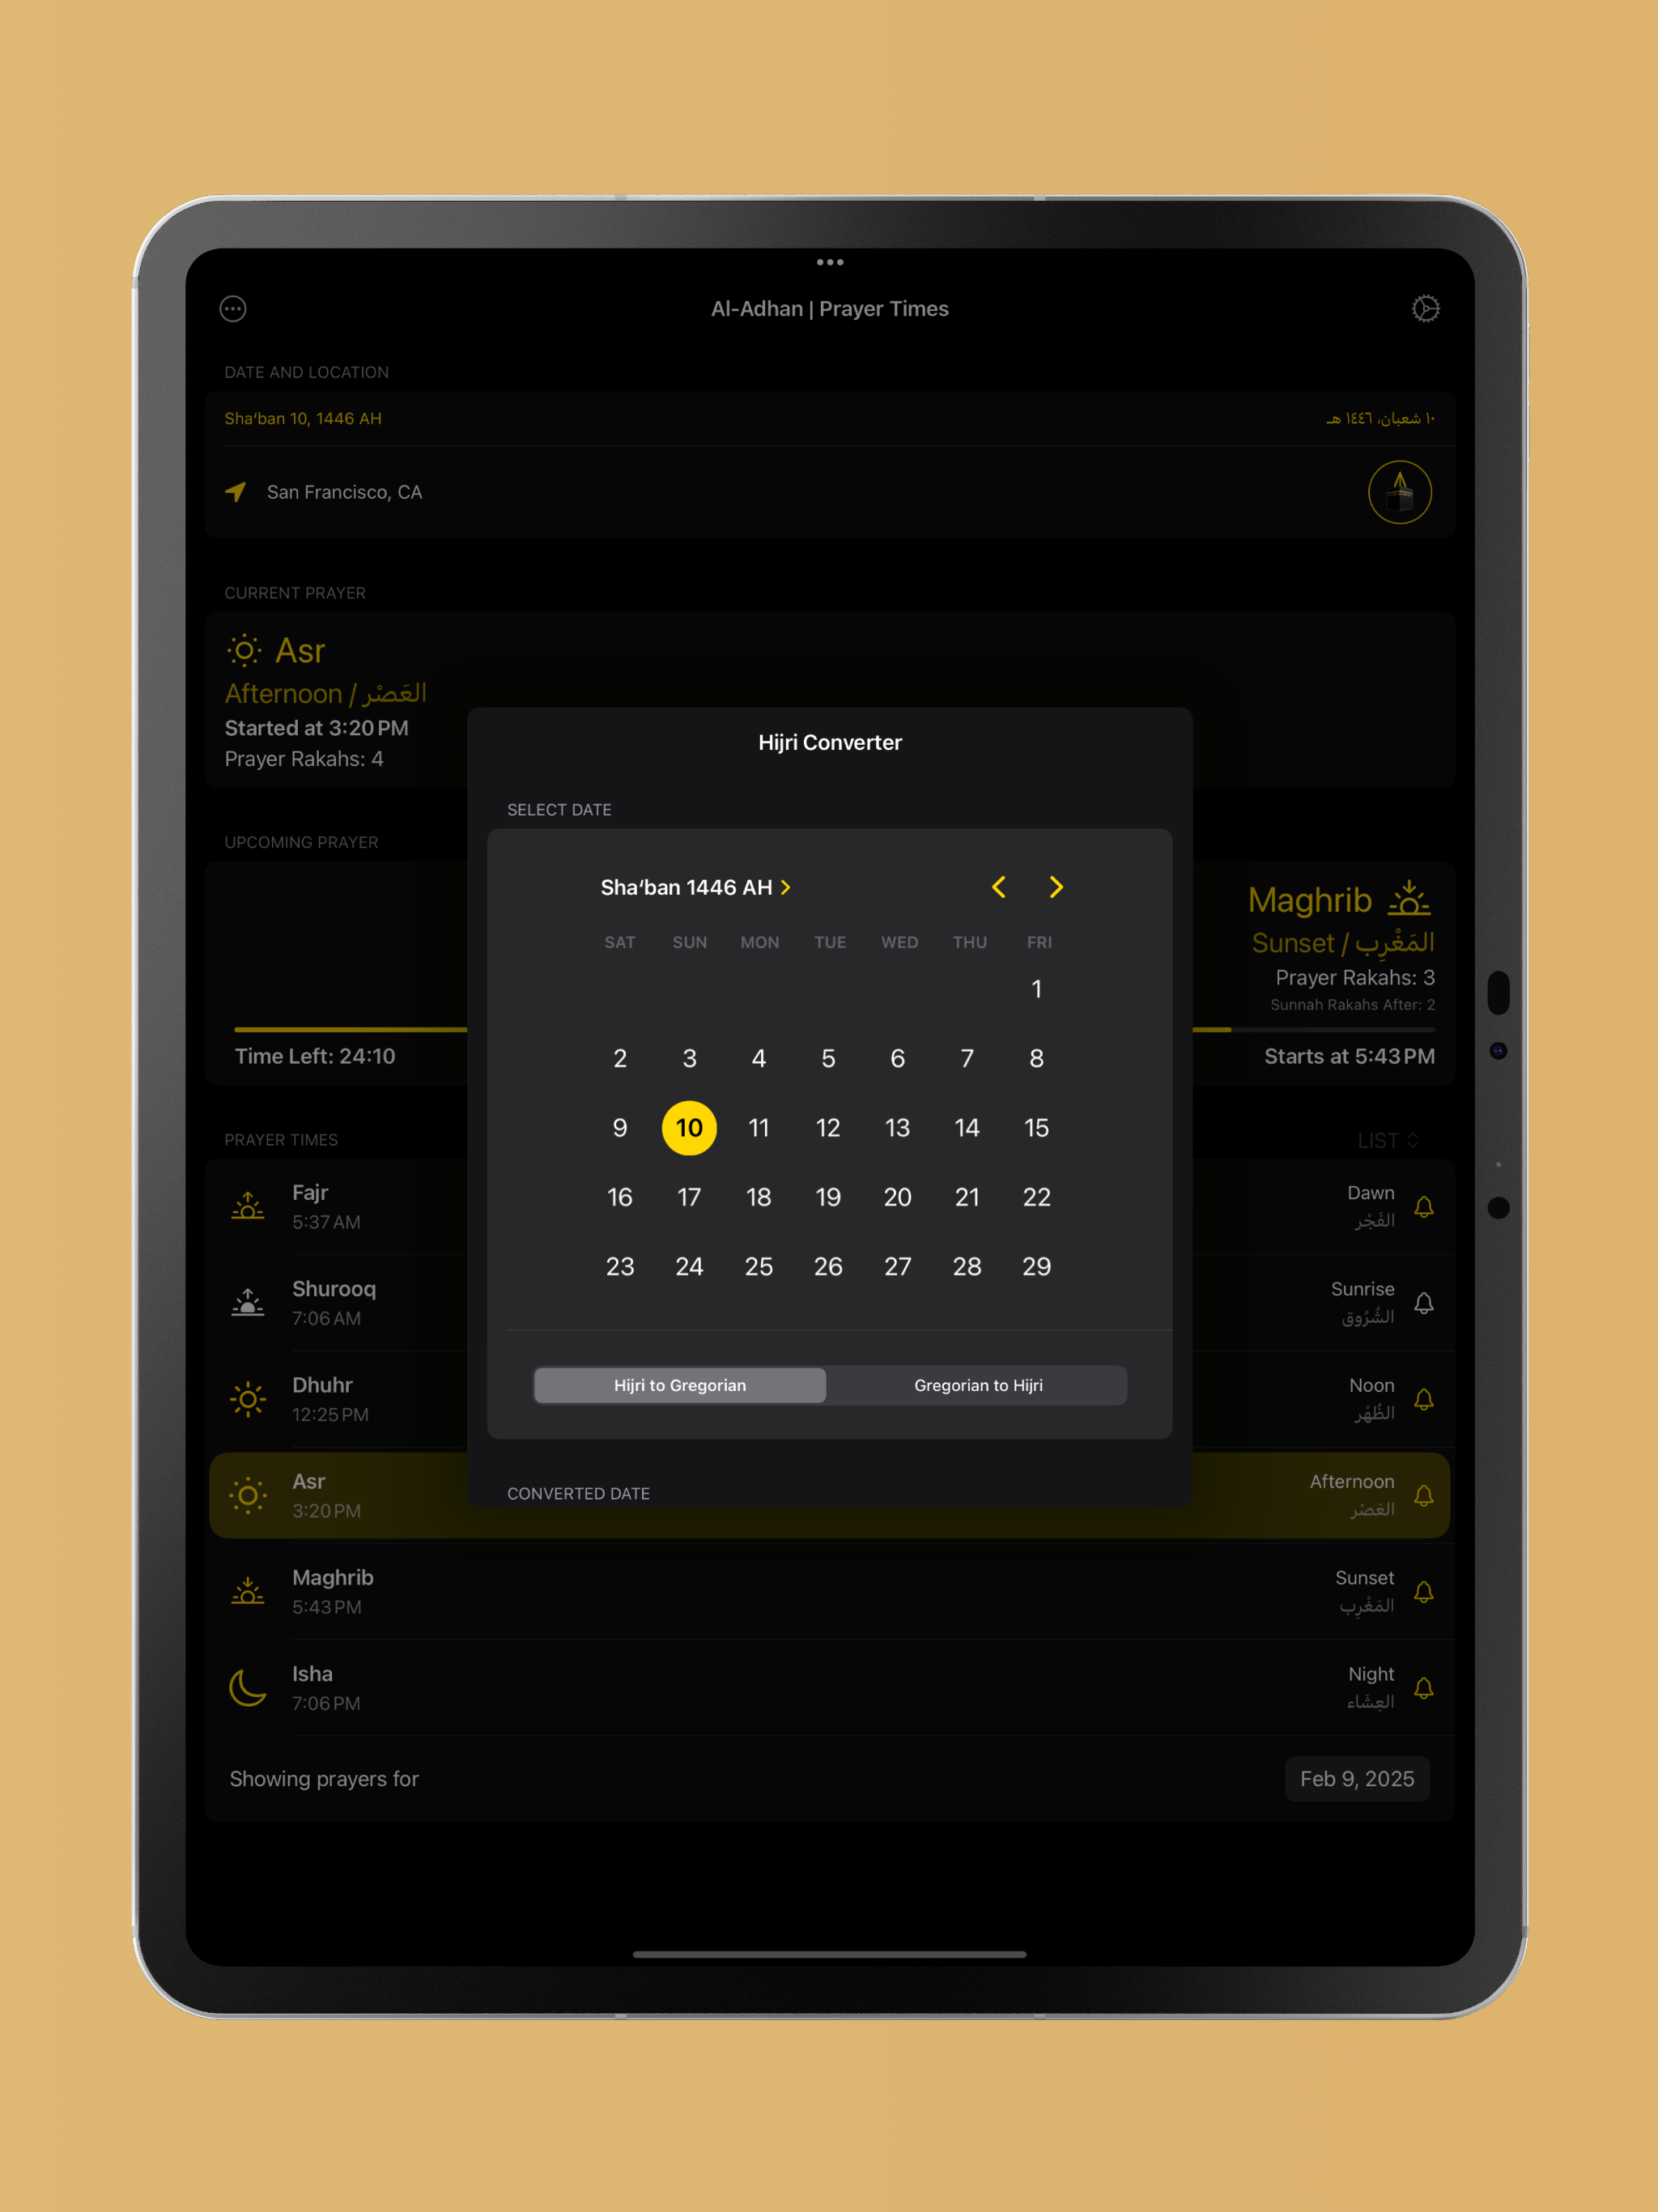 Al-Adhan | Prayer Times
DATE AND LOCATION
Shaʻban 10, 1446 AH
١٠ شعبان، ١٤٤٦ هـ
San Francisco, CA
CURRENT PRAYER
Asr
Afternoon / العَصْر
Started at 3:20 PM
Prayer Rakahs: 4
UPCOMING PRAYER
Maghrib
Sunset / المَغْرِب
Prayer Rakahs: 3
Sunnah Rakahs After: 2
Time Left: 24:10
Starts at 5:43 PM
Hijri Converter
SELECT DATE
Shaʻban 1446 AH
SAT SUN MON TUE WED THU FRI
1
2 3 4 5 6 7 8
9 10 11 12 13 14 15
16 17 18 19 20 21 22
23 24 25 26 27 28 29
Hijri to Gregorian
Gregorian to Hijri
CONVERTED DATE
PRAYER TIMES
LIST
Fajr
5:37 AM
Dawn
الفَجْر
Shurooq
7:06 AM
Sunrise
الشُرُوق
Dhuhr
12:25 PM
Noon
الظُهْر
Asr
3:20 PM
Afternoon
العَصْر
Maghrib
5:43 PM
Sunset
المَغْرِب
Isha
7:06 PM
Night
العِشَاء
Showing prayers for
Feb 9, 2025